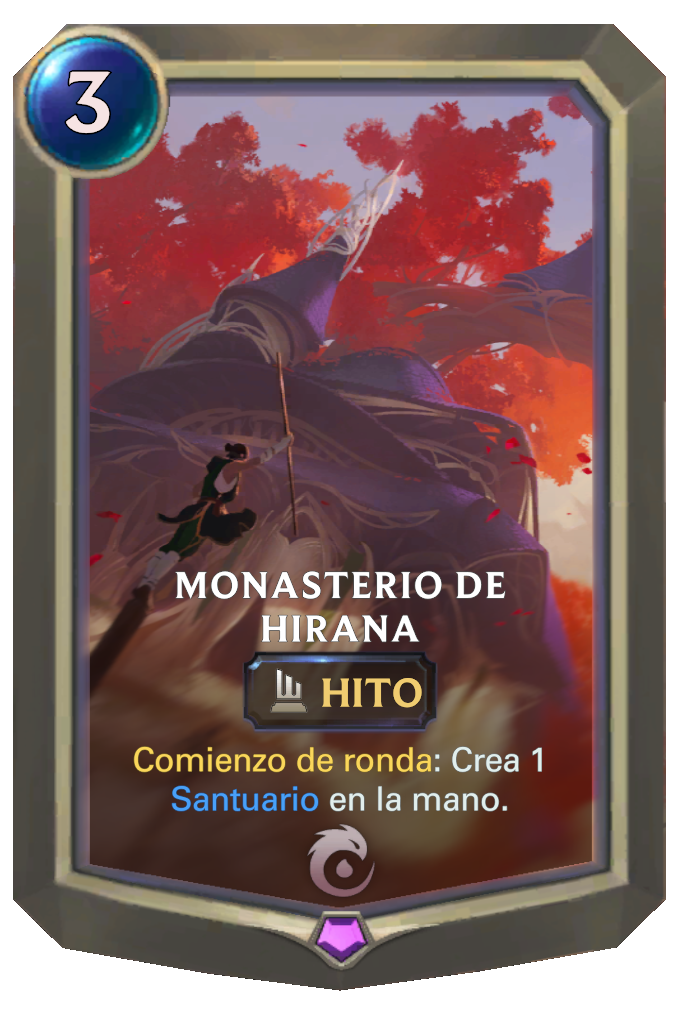 3
MONASTERIO DE
HIRANA
HITO
Comienzo de ronda: Crea 1
Santuario en la mano.